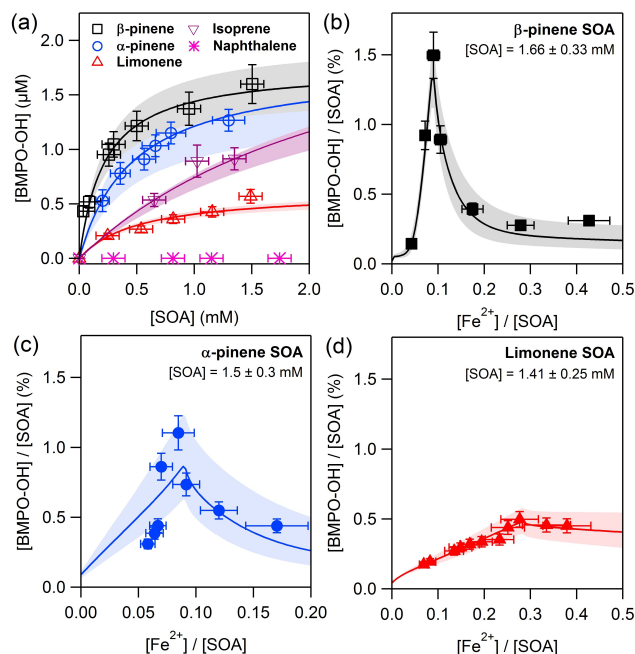 (a)
β-pinene
α-pinene
Limonene
Isoprene
Naphthalene
[BMPO-OH] (μM)
2.0
1.5
1.0
0.5
0.0
0.0 0.5 1.0 1.5 2.0
[SOA] (mM)
(b)
β-pinene SOA
[SOA] = 1.66 ± 0.33 mM
[BMPO-OH] / [SOA] (%)
1.5
1.0
0.5
0.0
0.0 0.1 0.2 0.3 0.4 0.5
[Fe²⁺] / [SOA]
(c)
α-pinene SOA
[SOA] = 1.5 ± 0.3 mM
[BMPO-OH] / [SOA] (%)
1.5
1.0
0.5
0.0
0.00 0.05 0.10 0.15 0.20
[Fe²⁺] / [SOA]
(d)
Limonene SOA
[SOA] = 1.41 ± 0.25 mM
[BMPO-OH] / [SOA] (%)
1.5
1.0
0.5
0.0
0.0 0.1 0.2 0.3 0.4 0.5
[Fe²⁺] / [SOA]